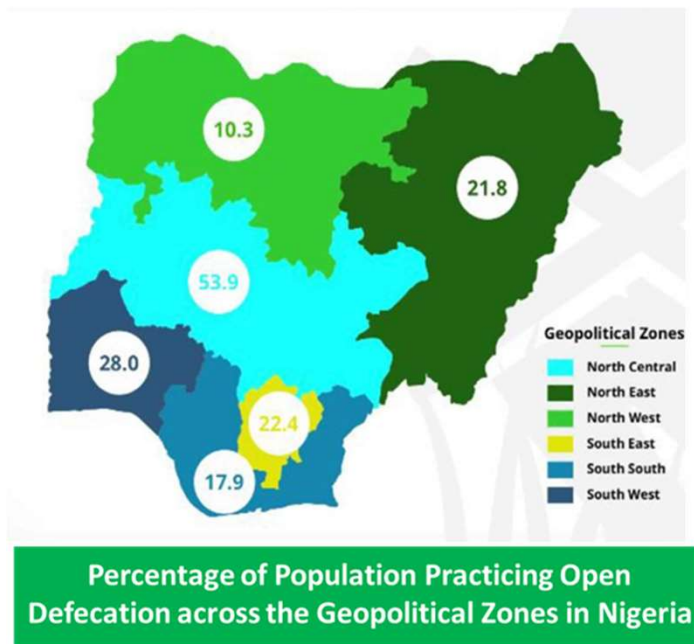 10.3
21.8
53.9
28.0
22.4
17.9
Geopolitical Zones
North Central
North East
North West
South East
South South
South West
Percentage of Population Practicing Open
Defecation across the Geopolitical Zones in Nigeria